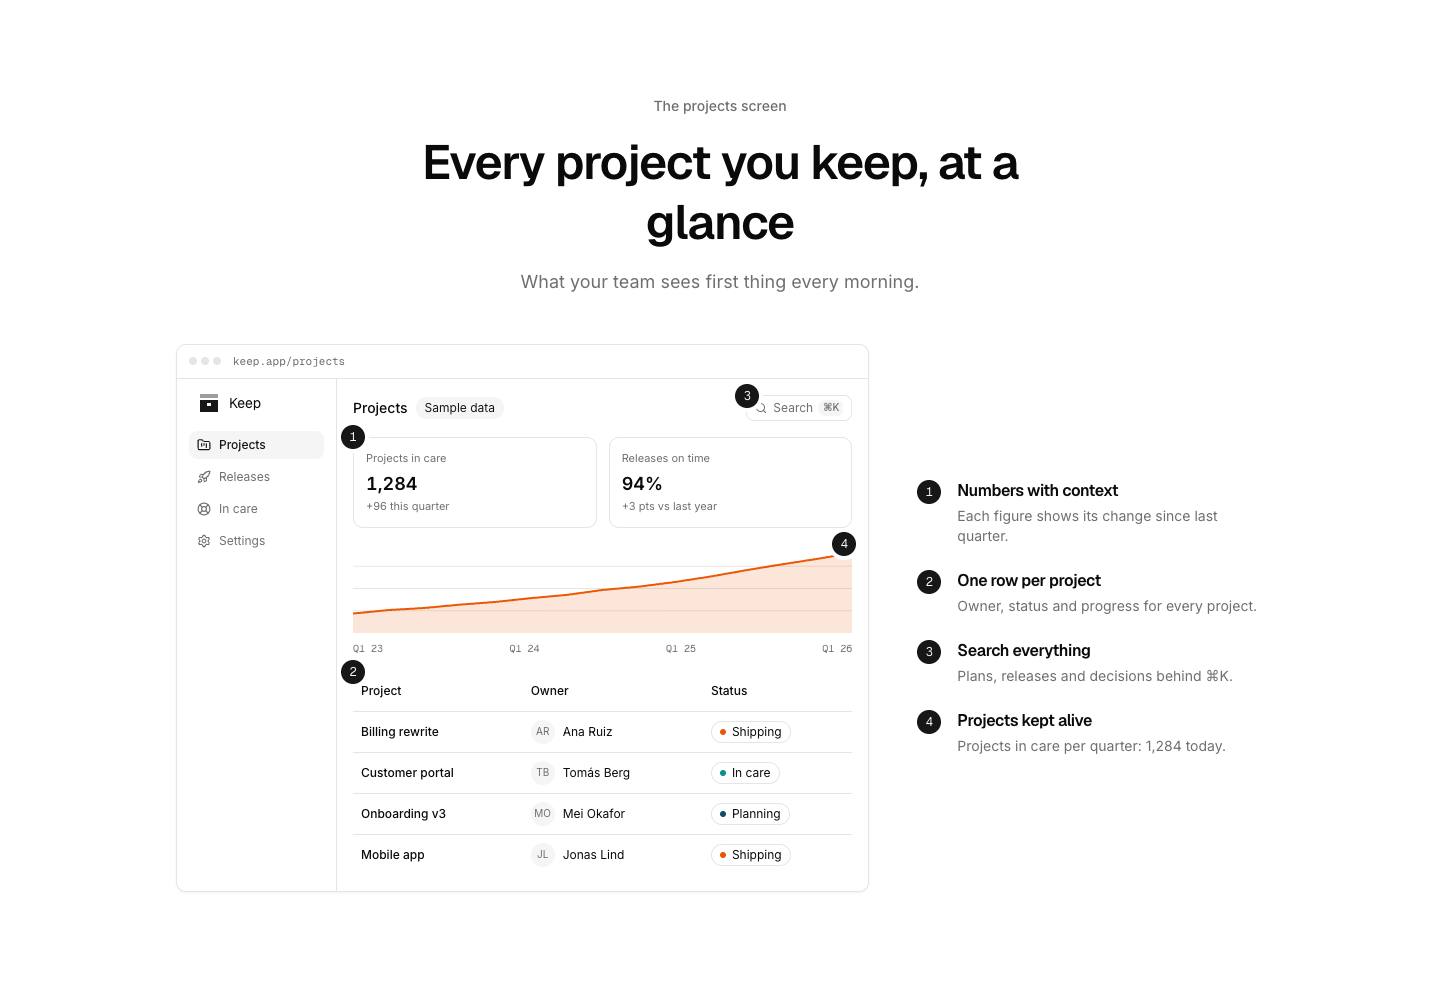 The projects screen
Every project you keep, at a
glance
What your team sees first thing every morning.
keep.app/projects
Keep
Projects
Releases
In care
Settings
Projects
Sample data
3
Search ⌘K
1
Projects in care
1,284
+96 this quarter
Releases on time
94%
+3 pts vs last year
4
Q1 23 Q1 24 Q1 25 Q1 26
2
Project Owner Status
Billing rewrite AR Ana Ruiz Shipping
Customer portal TB Tomás Berg In care
Onboarding v3 MO Mei Okafor Planning
Mobile app JL Jonas Lind Shipping
1 Numbers with context
Each figure shows its change since last
quarter.
2 One row per project
Owner, status and progress for every project.
3 Search everything
Plans, releases and decisions behind ⌘K.
4 Projects kept alive
Projects in care per quarter: 1,284 today.